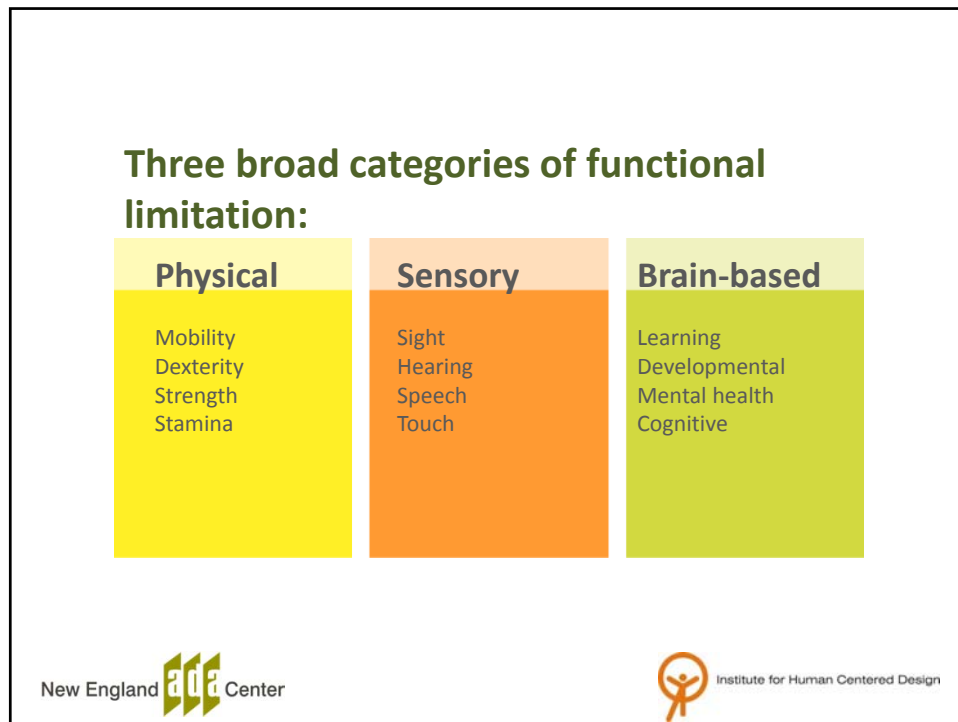 Three broad categories of functional
limitation:
Physical
Mobility
Dexterity
Strength
Stamina
Sensory
Sight
Hearing
Speech
Touch
Brain-based
Learning
Developmental
Mental health
Cognitive
New England ada Center
Institute for Human Centered Design